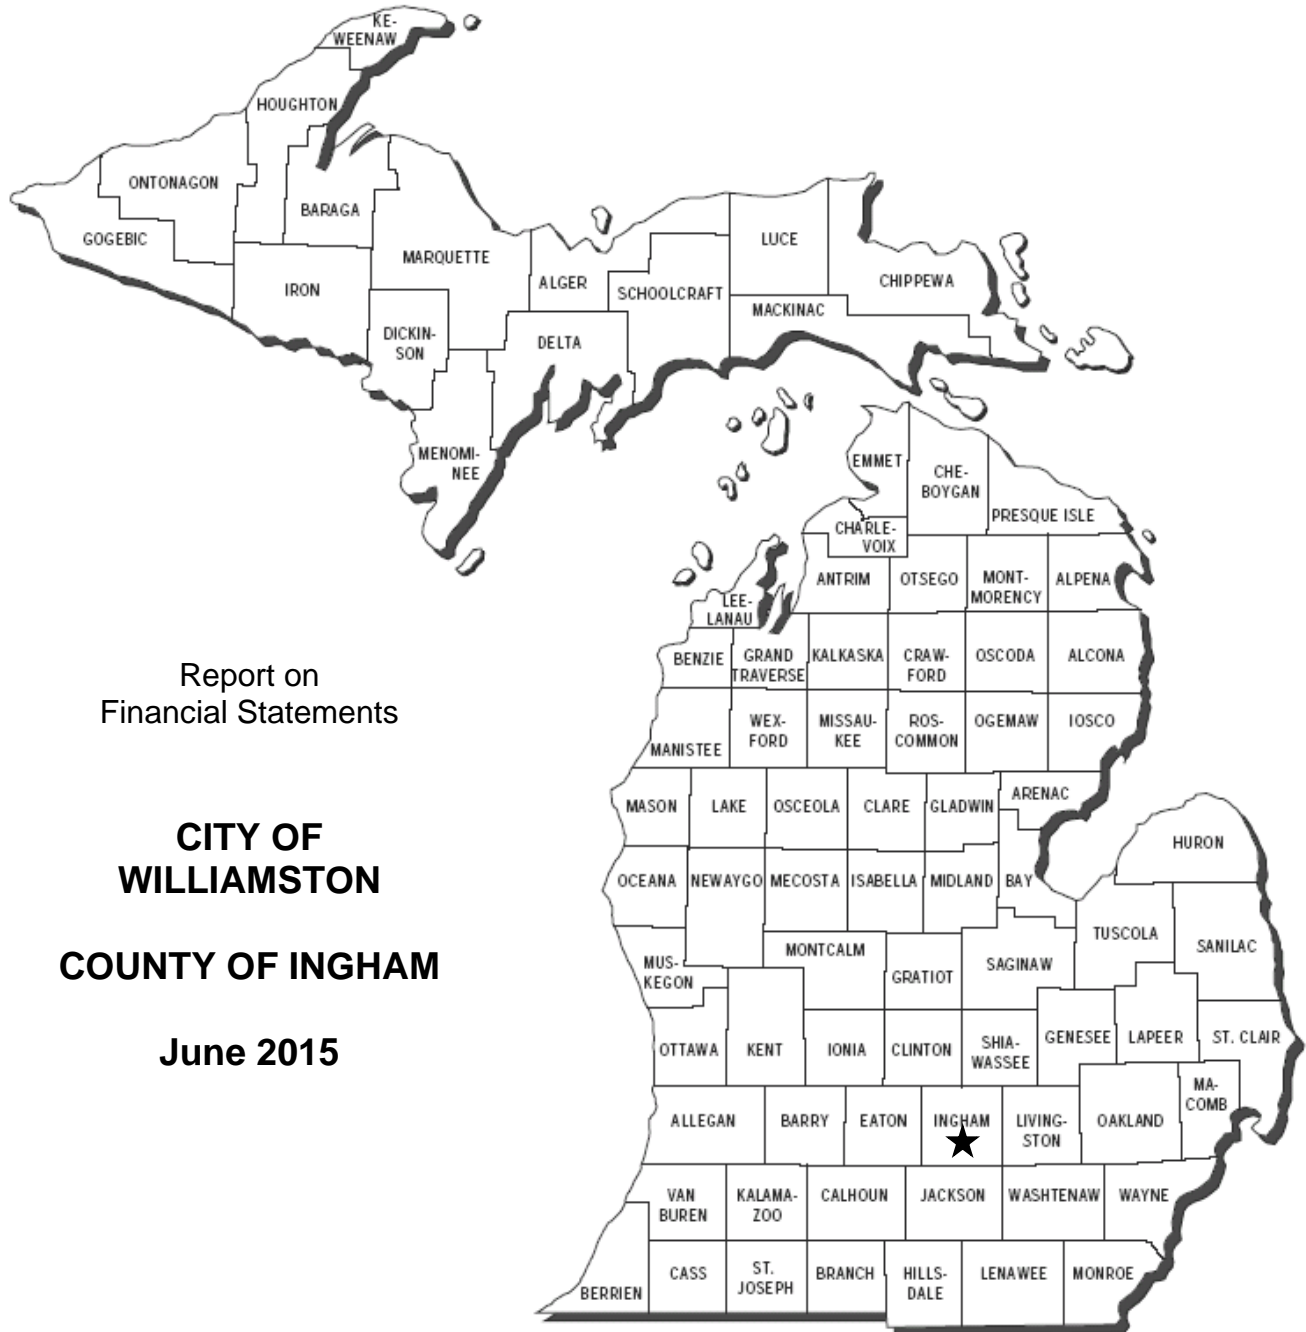 KE-
WEENAW
HOUGHTON
ONTONAGON
BARAGA
GOGEBIC
MARQUETTE
IRON
ALGER
SCHOOLCRAFT
LUCE
CHIPPEWA
MACKINAC
DICKIN-
SON
DELTA
MENOMI-
NEE
EMMET
CHE-
BOYGAN
PRESQUE ISLE
CHARLE-
VOIX
ANTRIM
OTSEGO
MONT-
MORENCY
ALPENA
LEE-
LANAU
BENZIE
GRAND
TRAVERSE
KALKASKA
CRAW-
FORD
OSCODA
ALCONA
MANISTEE
WEX-
FORD
MISSAU-
KEE
ROS-
COMMON
OGEMAW
IOSCO
MASON
LAKE
OSCEOLA
CLARE
GLADWIN
ARENAC
HURON
OCEANA
NEWAYGO
MECOSTA
ISABELLA
MIDLAND
BAY
TUSCOLA
SANILAC
MUS-
KEGON
MONTCALM
GRATIOT
SAGINAW
OTTAWA
KENT
IONIA
CLINTON
SHIA-
WASSEE
GENESEE
LAPEER
ST. CLAIR
MA-
COMB
ALLEGAN
BARRY
EATON
INGHAM
LIVING-
STON
OAKLAND
VAN
BUREN
KALAMA-
ZOO
CALHOUN
JACKSON
WASHTENAW
WAYNE
BERRIEN
CASS
ST.
JOSEPH
BRANCH
HILLS-
DALE
LENAWEE
MONROE
Report on
Financial Statements
CITY OF
WILLIAMSTON
COUNTY OF INGHAM
June 2015